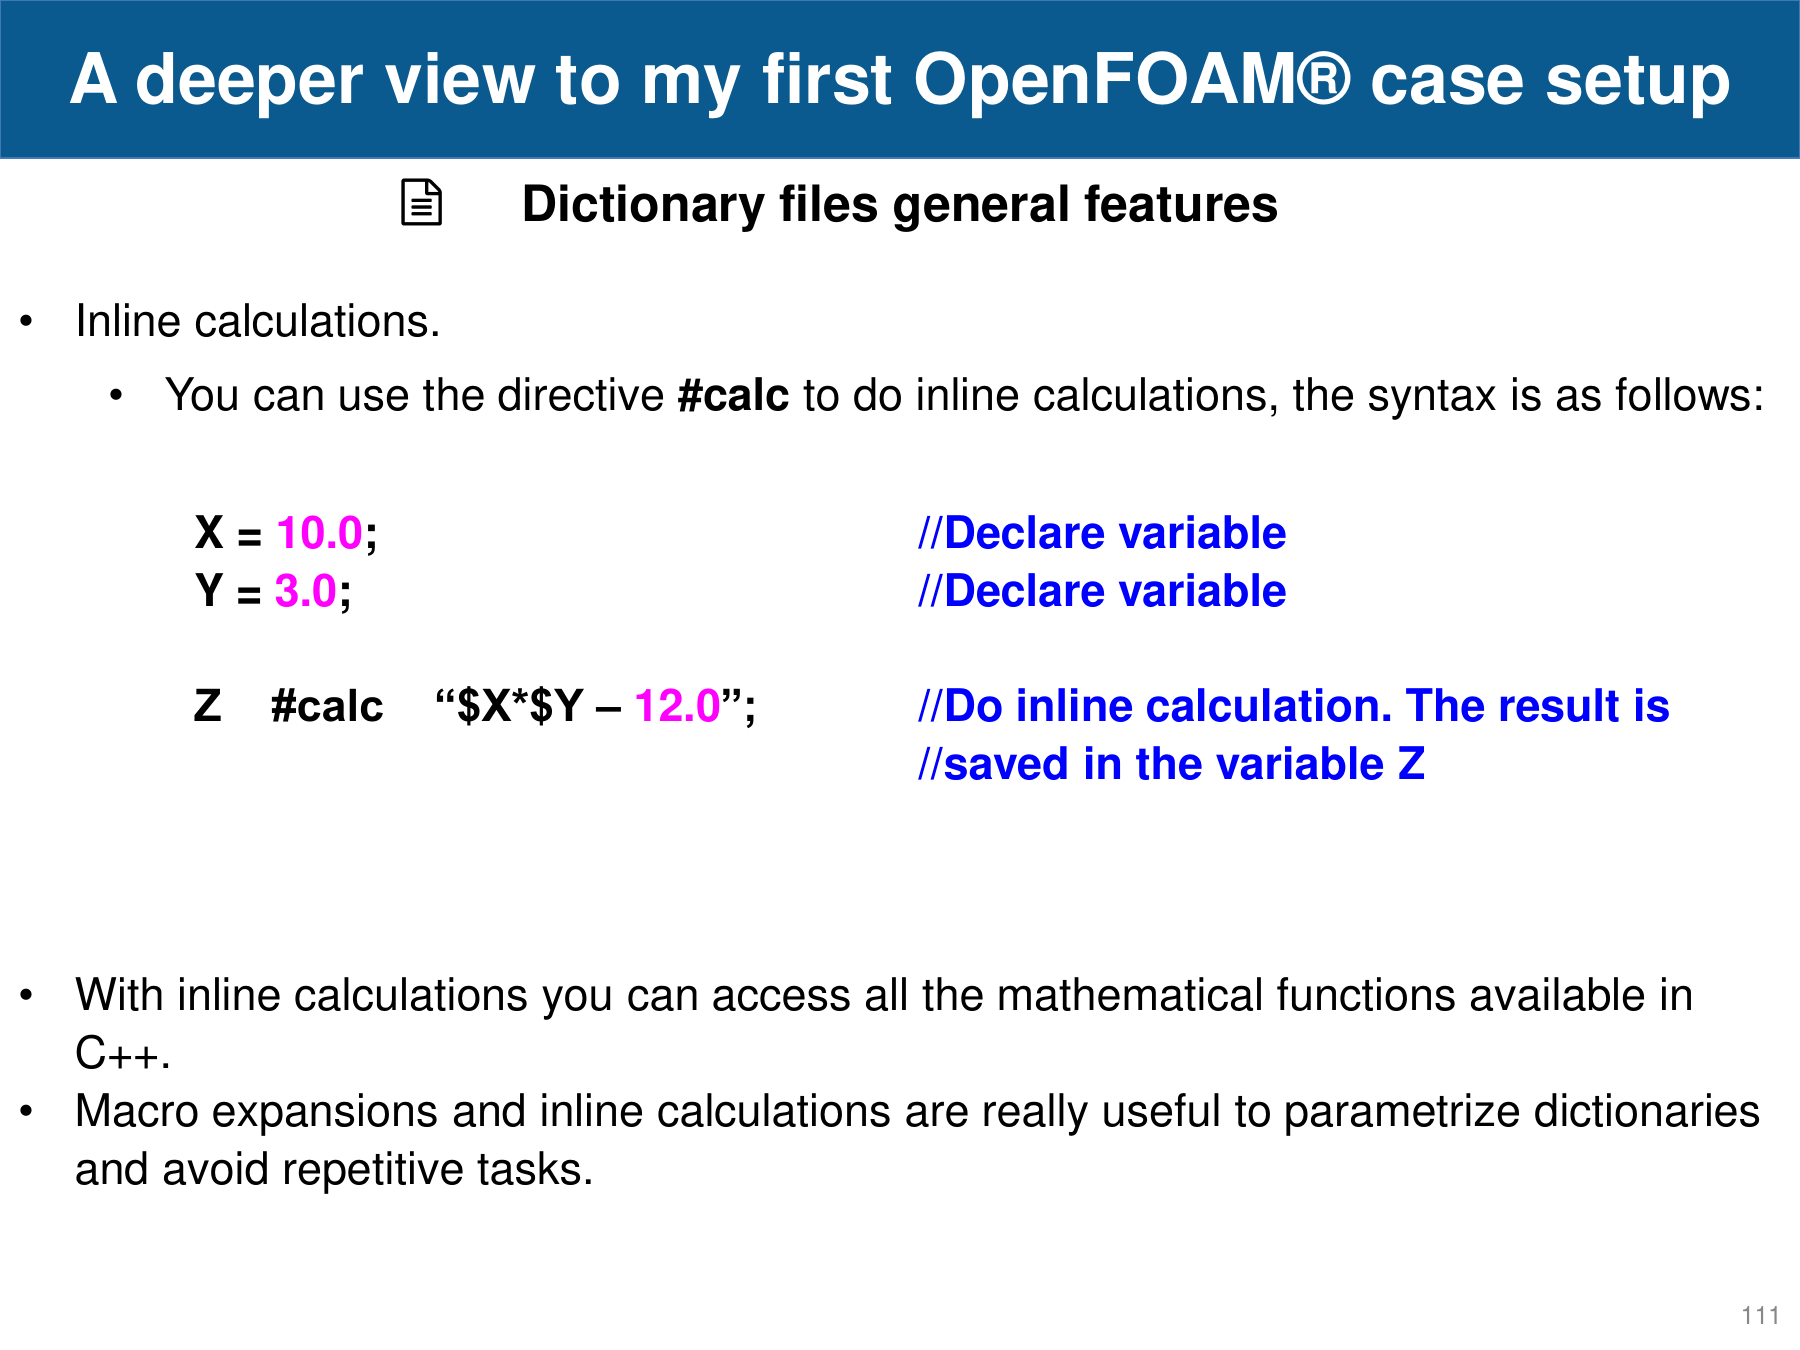 A deeper view to my first OpenFOAM® case setup
Dictionary files general features
• Inline calculations.
• You can use the directive #calc to do inline calculations, the syntax is as follows:
X = 10.0; //Declare variable
Y = 3.0; //Declare variable
Z #calc “$X*$Y – 12.0”; //Do inline calculation. The result is
//saved in the variable Z
• With inline calculations you can access all the mathematical functions available in
C++.
• Macro expansions and inline calculations are really useful to parametrize dictionaries
and avoid repetitive tasks.
111